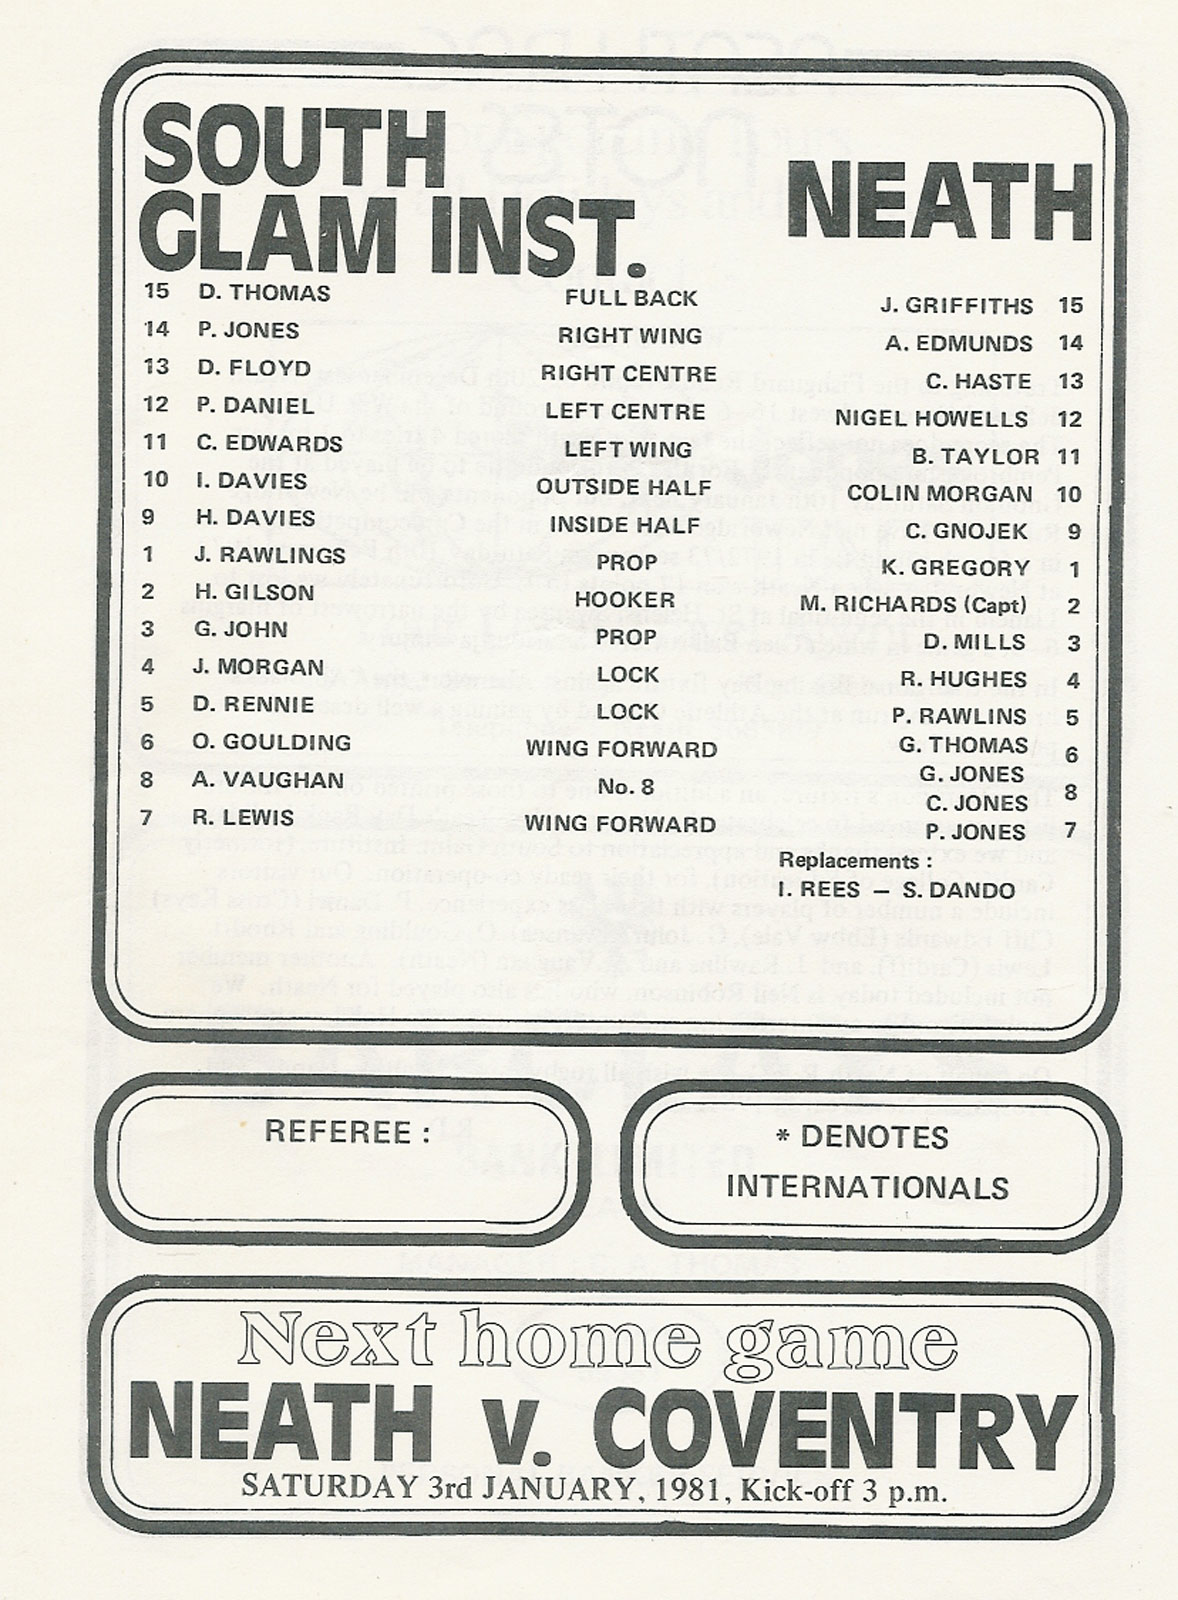 SOUTH
GLAM INST.
NEATH
15 D. THOMAS FULL BACK J. GRIFFITHS 15
14 P. JONES RIGHT WING A. EDMUNDS 14
13 D. FLOYD RIGHT CENTRE C. HASTE 13
12 P. DANIEL LEFT CENTRE NIGEL HOWELLS 12
11 C. EDWARDS LEFT WING B. TAYLOR 11
10 I. DAVIES OUTSIDE HALF COLIN MORGAN 10
9 H. DAVIES INSIDE HALF C. GNOJEK 9
1 J. RAWLINGS PROP K. GREGORY 1
2 H. GILSON HOOKER M. RICHARDS (Capt) 2
3 G. JOHN PROP D. MILLS 3
4 J. MORGAN LOCK R. HUGHES 4
5 D. RENNIE LOCK P. RAWLINS 5
6 O. GOULDING WING FORWARD G. THOMAS 6
G. JONES
8 A. VAUGHAN No. 8 C. JONES 8
7 R. LEWIS WING FORWARD P. JONES 7
Replacements :
I. REES — S. DANDO
REFEREE :
* DENOTES
INTERNATIONALS
Next home game
NEATH v. COVENTRY
SATURDAY 3rd JANUARY, 1981, Kick-off 3 p.m.